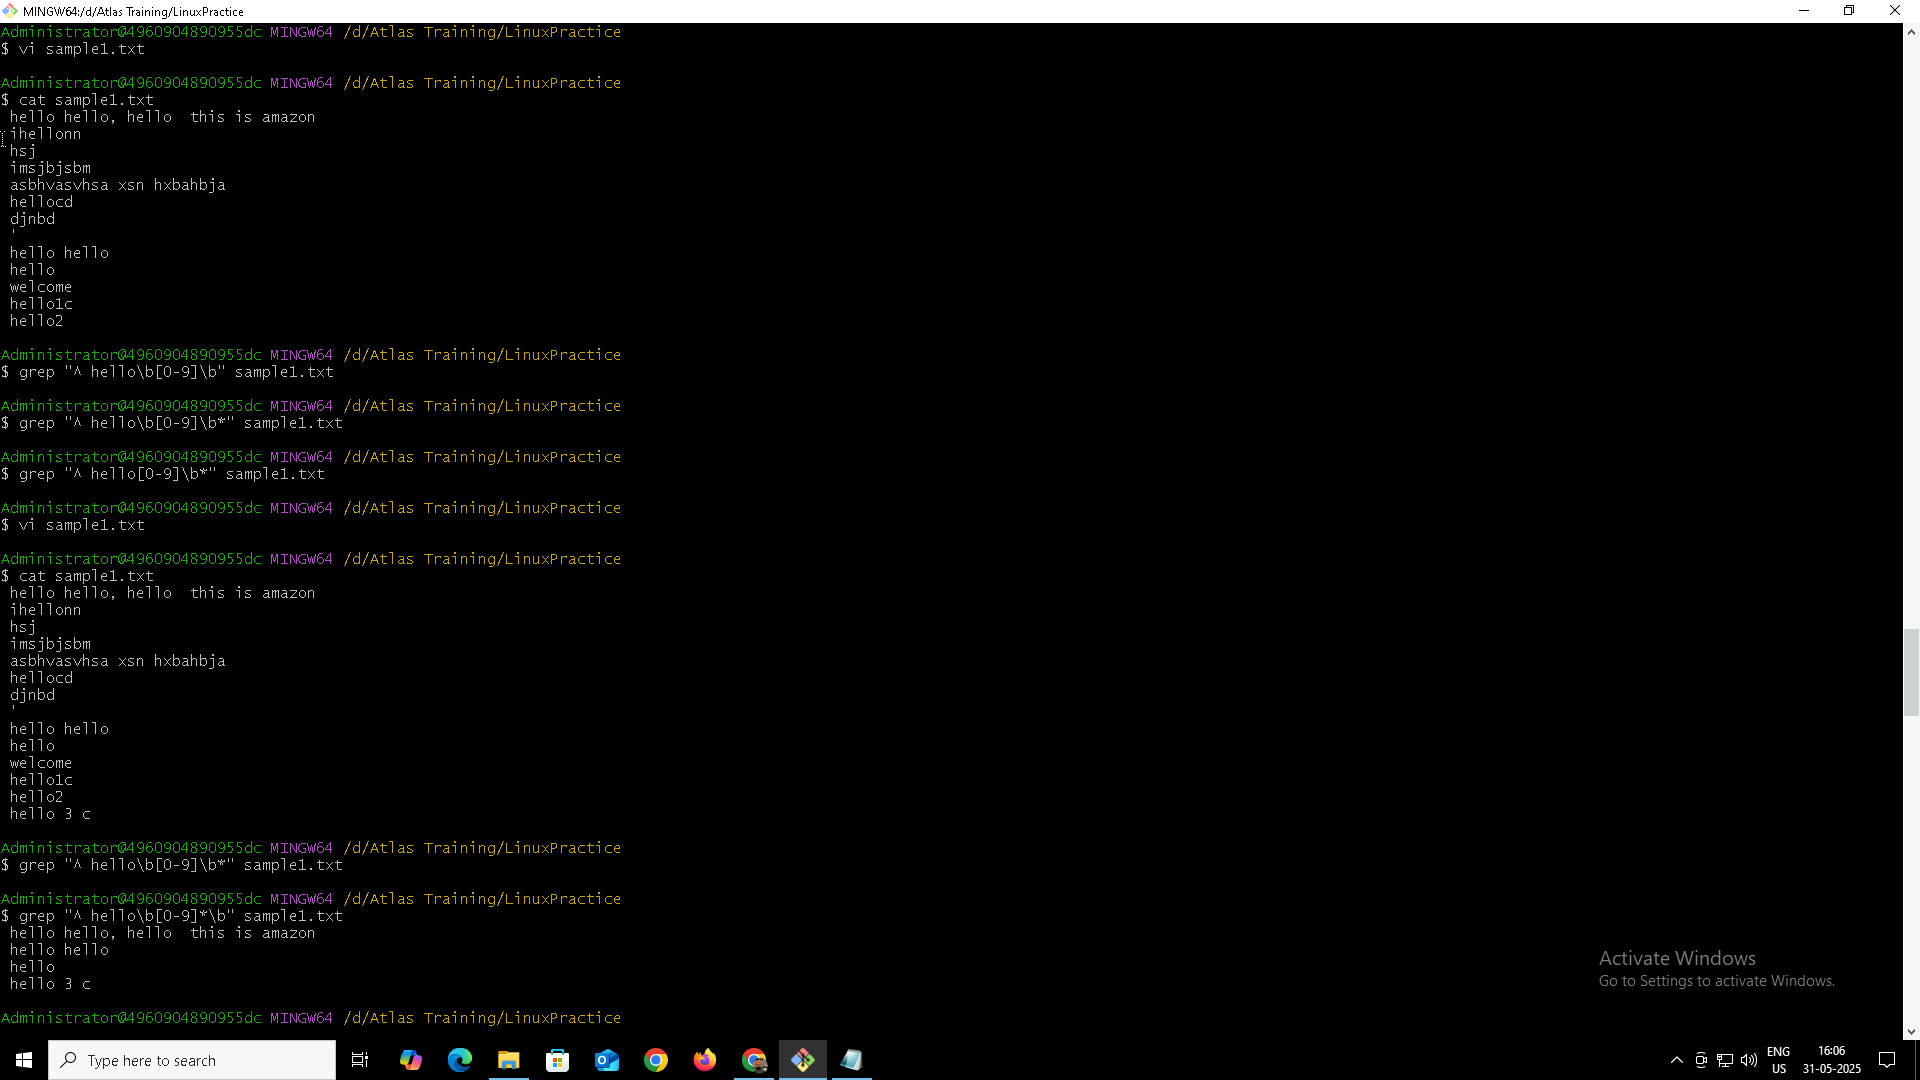 MINGW64:/d/Atlas Training/LinuxPractice
Administrator@4960904890955dc MINGW64 /d/Atlas Training/LinuxPractice
$ vi sample1.txt
Administrator@4960904890955dc MINGW64 /d/Atlas Training/LinuxPractice
$ cat sample1.txt
 hello hello, hello  this is amazon
 ihellonn
 hsj
 imsjbjsbm
 asbhvasvhsa xsn hxbahbja
 hellocd
 djnbd
 '
 hello hello
 hello
 welcome
 hello1c
 hello2
Administrator@4960904890955dc MINGW64 /d/Atlas Training/LinuxPractice
$ grep "^ hello\b[0-9]\b" sample1.txt
Administrator@4960904890955dc MINGW64 /d/Atlas Training/LinuxPractice
$ grep "^ hello\b[0-9]\b*" sample1.txt
Administrator@4960904890955dc MINGW64 /d/Atlas Training/LinuxPractice
$ grep "^ hello[0-9]\b*" sample1.txt
Administrator@4960904890955dc MINGW64 /d/Atlas Training/LinuxPractice
$ vi sample1.txt
Administrator@4960904890955dc MINGW64 /d/Atlas Training/LinuxPractice
$ cat sample1.txt
 hello hello, hello  this is amazon
 ihellonn
 hsj
 imsjbjsbm
 asbhvasvhsa xsn hxbahbja
 hellocd
 djnbd
 '
 hello hello
 hello
 welcome
 hello1c
 hello2
 hello 3 c
Administrator@4960904890955dc MINGW64 /d/Atlas Training/LinuxPractice
$ grep "^ hello\b[0-9]\b*" sample1.txt
Administrator@4960904890955dc MINGW64 /d/Atlas Training/LinuxPractice
$ grep "^ hello\b[0-9]*\b" sample1.txt
 hello hello, hello  this is amazon
 hello hello
 hello
 hello 3 c
Administrator@4960904890955dc MINGW64 /d/Atlas Training/LinuxPractice
Activate Windows
Go to Settings to activate Windows.
Type here to search
ENG
US
16:06
31-05-2025